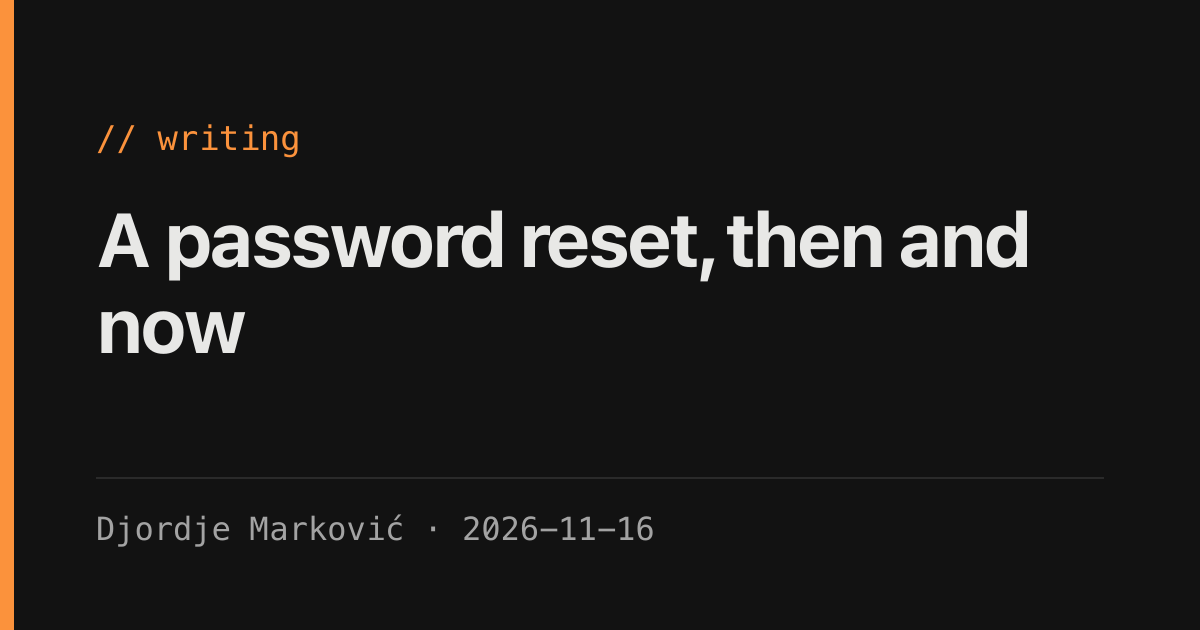 // writing
A password reset, then and
now
Djordje Marković · 2026–11–16